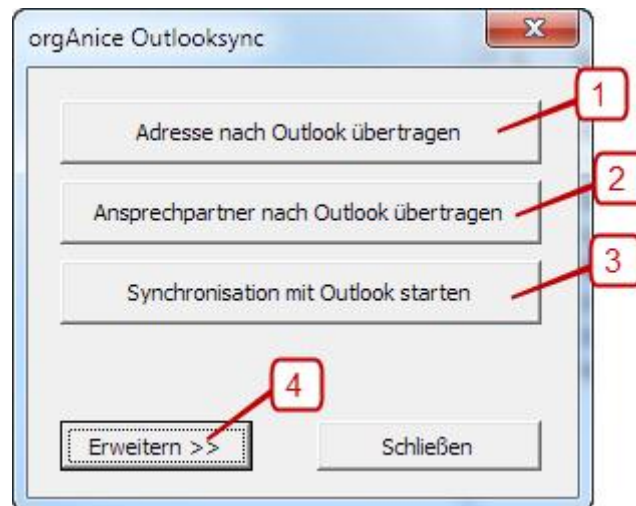 orgAnice Outlooksync
1
Adresse nach Outlook übertragen
2
Ansprechpartner nach Outlook übertragen
3
Synchronisation mit Outlook starten
4
Erweitern >>
Schließen